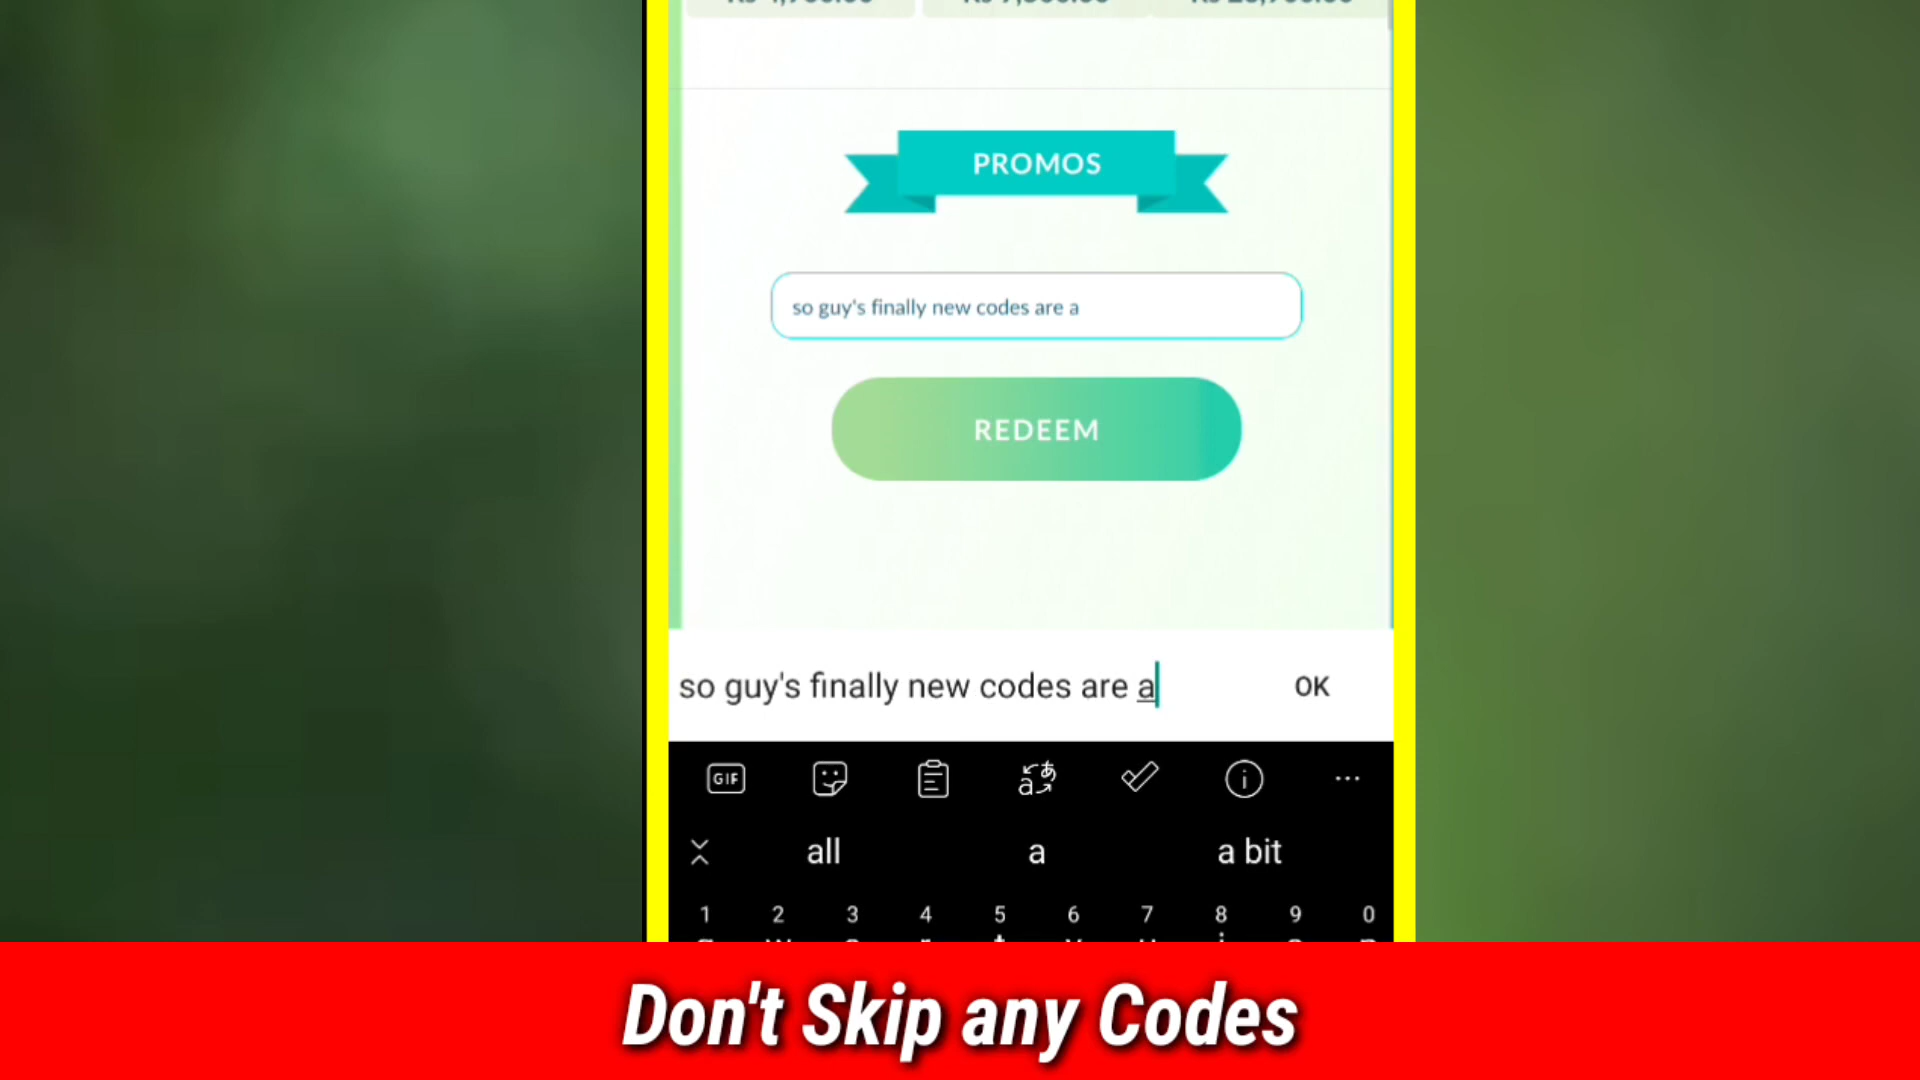 PROMOS
so guy's finally new codes are a
REDEEM
so guy's finally new codes are a
OK
GIF
all a a bit
1 2 3 4 5 6 7 8 9 0
Don't Skip any Codes